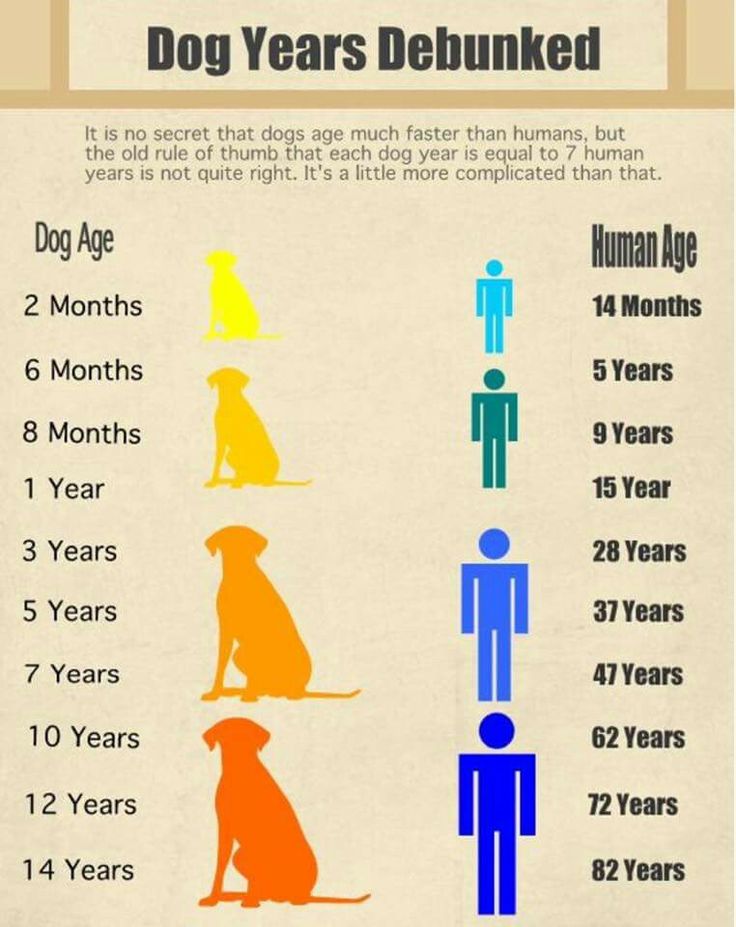 Dog Years Debunked
It is no secret that dogs age much faster than humans, but
the old rule of thumb that each dog year is equal to 7 human
years is not quite right. It's a little more complicated than that.
Dog Age Human Age
2 Months 14 Months
6 Months 5 Years
8 Months 9 Years
1 Year 15 Year
3 Years 28 Years
5 Years 37 Years
7 Years 47 Years
10 Years 62 Years
12 Years 72 Years
14 Years 82 Years